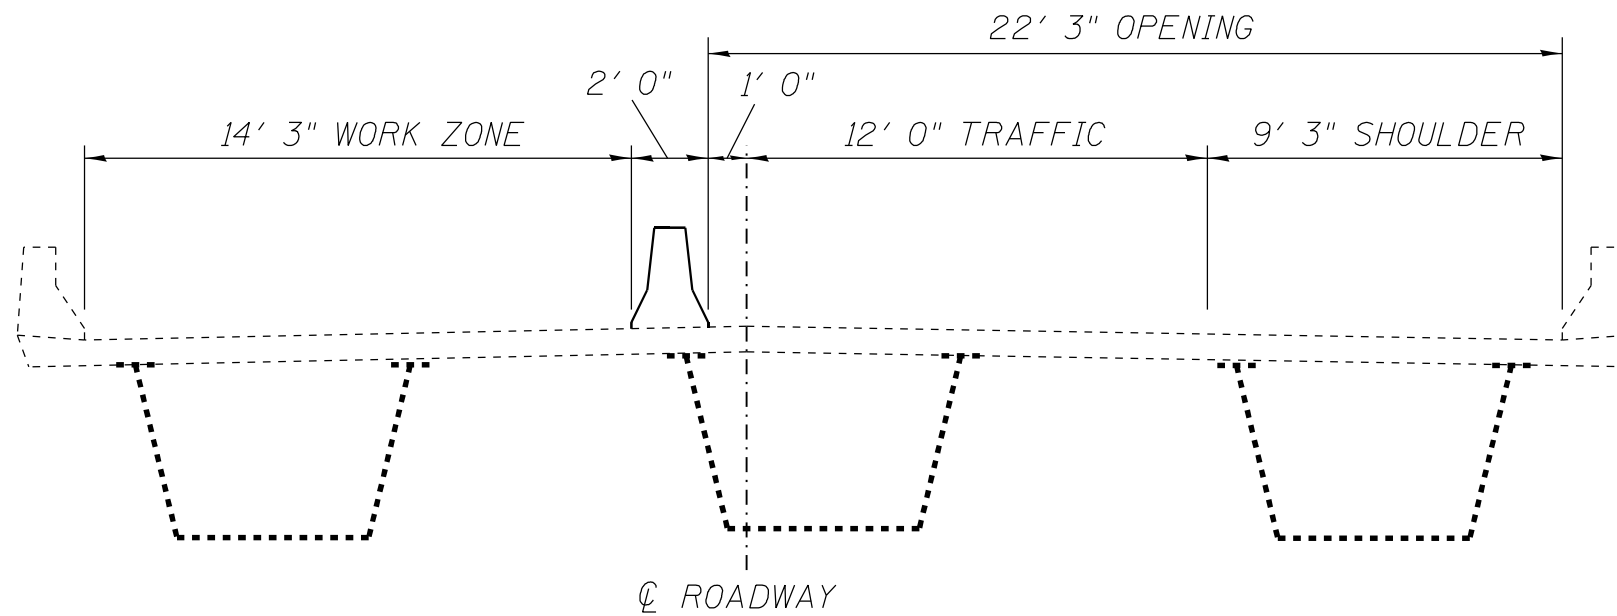 22' 3" OPENING
2' 0"
1' 0"
14' 3" WORK ZONE
12' 0" TRAFFIC
9' 3" SHOULDER
℄ ROADWAY